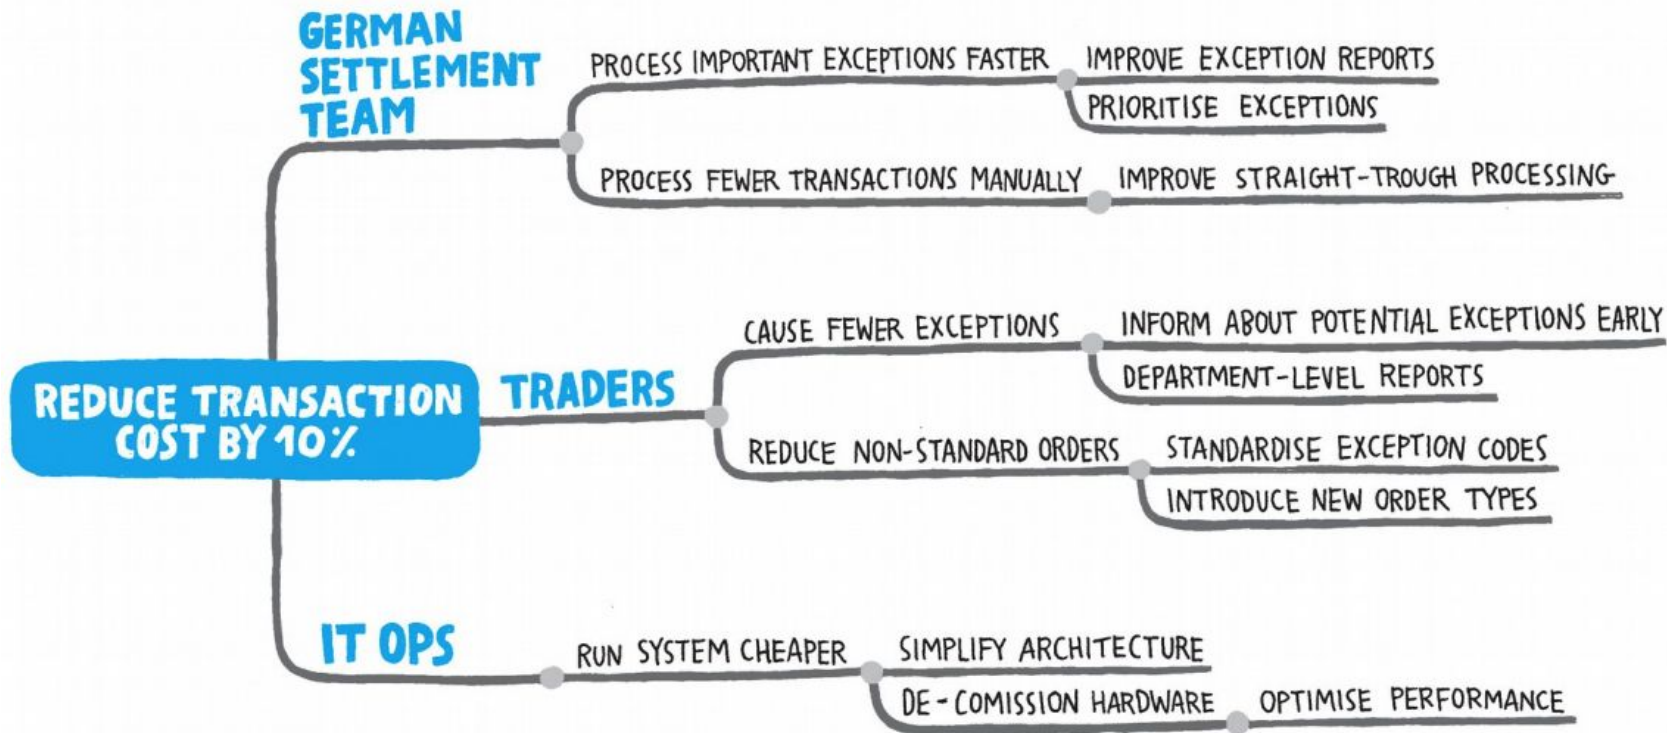 GERMAN
SETTLEMENT
TEAM
PROCESS IMPORTANT EXCEPTIONS FASTER
IMPROVE EXCEPTION REPORTS
PRIORITISE EXCEPTIONS
PROCESS FEWER TRANSACTIONS MANUALLY
IMPROVE STRAIGHT-TROUGH PROCESSING
REDUCE TRANSACTION
COST BY 10%
TRADERS
CAUSE FEWER EXCEPTIONS
INFORM ABOUT POTENTIAL EXCEPTIONS EARLY
DEPARTMENT-LEVEL REPORTS
REDUCE NON-STANDARD ORDERS
STANDARDISE EXCEPTION CODES
INTRODUCE NEW ORDER TYPES
IT OPS
RUN SYSTEM CHEAPER
SIMPLIFY ARCHITECTURE
DE-COMISSION HARDWARE
OPTIMISE PERFORMANCE